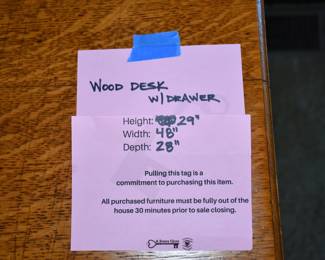 WOOD DESK
W/DRAWER
Height: 29"
Width: 48"
Depth: 28"
Pulling this tag is a
commitment to purchasing this item.
All purchased furniture must be fully out of the
house 30 minutes prior to sale closing.